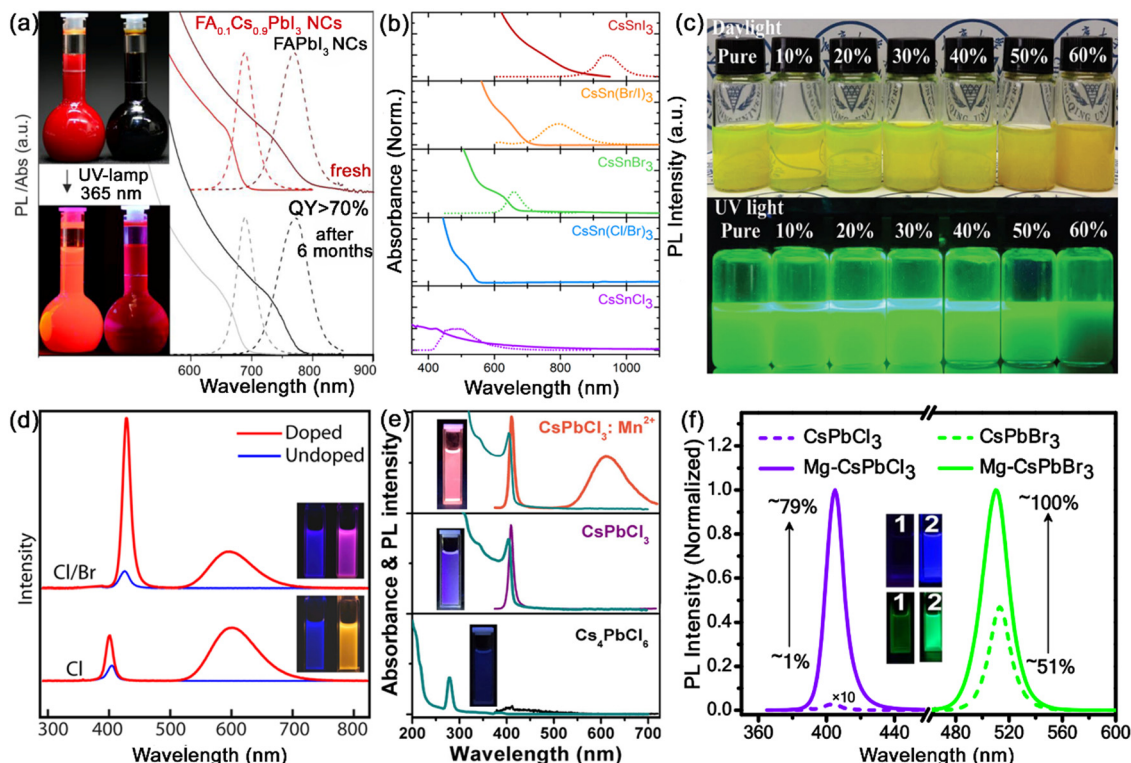 (a)
FA₀.₁Cs₀.₉PbI₃ NCs
FAPbI₃ NCs
PL /Abs (a.u.)
UV-lamp
365 nm
fresh
QY>70%
after
6 months
600 700 800 900
Wavelength (nm)
(b)
Absorbance (Norm.)
PL Intensity (a.u.)
CsSnI₃
CsSn(Br/I)₃
CsSnBr₃
CsSn(Cl/Br)₃
CsSnCl₃
400 600 800 1000
Wavelength (nm)
(c)
Daylight
Pure 10% 20% 30% 40% 50% 60%
UV light
Pure 10% 20% 30% 40% 50% 60%
(d)
Intensity
Doped
Undoped
Cl/Br
Cl
300 400 500 600 700 800
Wavelength (nm)
(e)
Absorbance & PL intensity
CsPbCl₃: Mn²⁺
CsPbCl₃
Cs₄PbCl₆
200 300 400 500 600 700
Wavelength (nm)
(f)
PL Intensity (Normalized)
1.2
1.0
0.8
0.6
0.4
0.2
0.0
CsPbCl₃ CsPbBr₃
Mg-CsPbCl₃ Mg-CsPbBr₃
~79% ~100%
1 2
1 2
~1% ~51%
×10
360 400 440 480 520 560 600
Wavelength (nm)